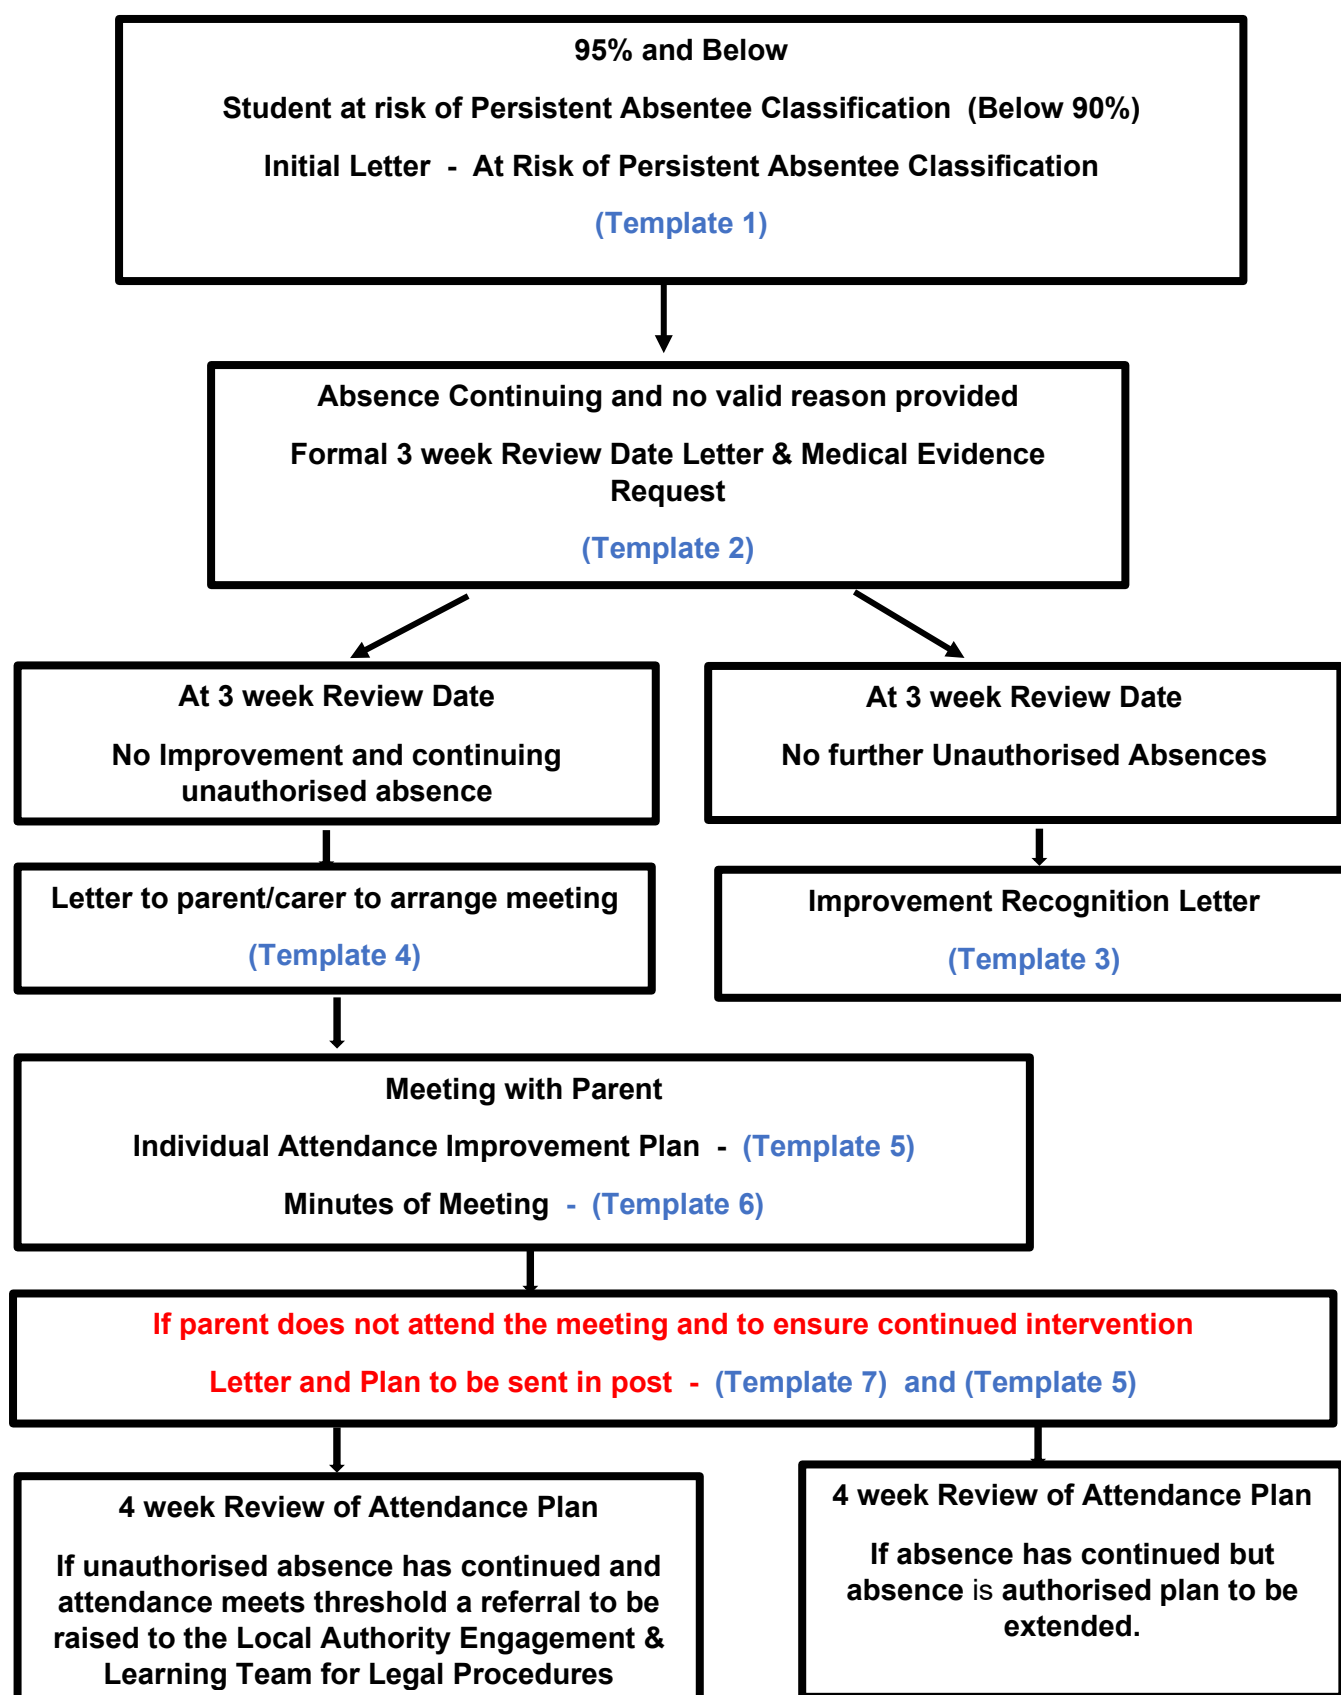 95% and Below
Student at risk of Persistent Absentee Classification (Below 90%)
Initial Letter - At Risk of Persistent Absentee Classification
(Template 1)
Absence Continuing and no valid reason provided
Formal 3 week Review Date Letter & Medical Evidence
Request
(Template 2)
At 3 week Review Date
No Improvement and continuing
unauthorised absence
At 3 week Review Date
No further Unauthorised Absences
Letter to parent/carer to arrange meeting
(Template 4)
Improvement Recognition Letter
(Template 3)
Meeting with Parent
Individual Attendance Improvement Plan - (Template 5)
Minutes of Meeting - (Template 6)
If parent does not attend the meeting and to ensure continued intervention
Letter and Plan to be sent in post - (Template 7) and (Template 5)
4 week Review of Attendance Plan
If unauthorised absence has continued and
attendance meets threshold a referral to be
raised to the Local Authority Engagement &
Learning Team for Legal Procedures
4 week Review of Attendance Plan
If absence has continued but
absence is authorised plan to be
extended.